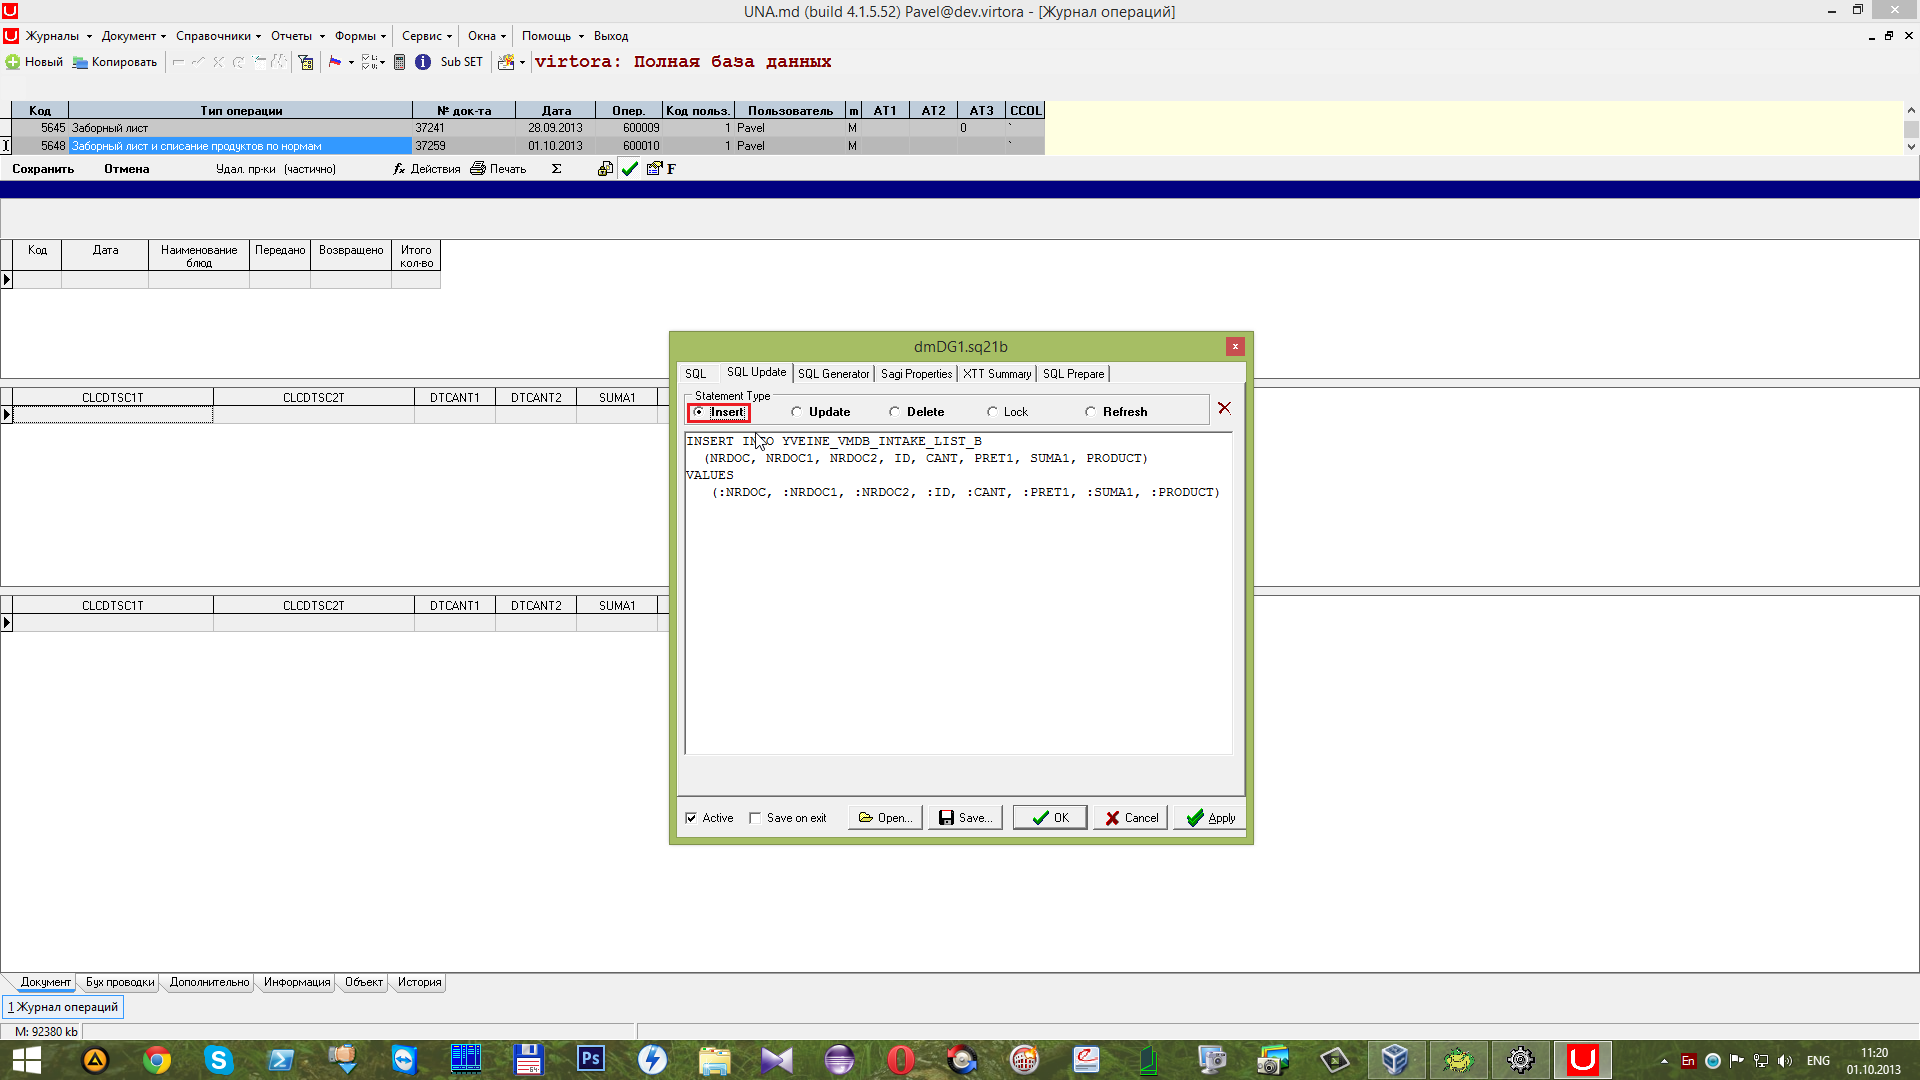 UNA.md (build 4.1.5.52) Pavel@dev.virtora - [Журнал операций]
Журналы Документ Справочники Отчеты Формы Сервис Окна Помощь Выход
Новый Копировать Sub SET virtora: Полная база данных
Код Тип операции № док-та Дата Опер. Код польз. Пользователь m AT1 AT2 AT3 CCOL
5645 Заборный лист 37241 28.09.2013 600009 1 Pavel M 0 `
5648 Заборный лист и списание продуктов по нормам 37259 01.10.2013 600010 1 Pavel M `
Сохранить Отмена Удал. пр-ки (частично) fx Действия Печать Σ F
Код Дата Наименование блюд Передано Возвращено Итого кол-во
CLCDTSC1T CLCDTSC2T DTCANT1 DTCANT2 SUMA1
CLCDTSC1T CLCDTSC2T DTCANT1 DTCANT2 SUMA1
dmDG1.sq21b
SQL SQL Update SQL Generator Sagi Properties XTT Summary SQL Prepare
Statement Type
Insert Update Delete Lock Refresh
INSERT INTO YVEINE_VMDB_INTAKE_LIST_B
(NRDOC, NRDOC1, NRDOC2, ID, CANT, PRET1, SUMA1, PRODUCT)
VALUES
(:NRDOC, :NRDOC1, :NRDOC2, :ID, :CANT, :PRET1, :SUMA1, :PRODUCT)
Active Save on exit Open... Save... OK Cancel Apply
Документ Бух проводки Дополнительно Информация Объект История
1 Журнал операций
M: 92380 kb
Ps 64 En ENG 11:20
01.10.2013